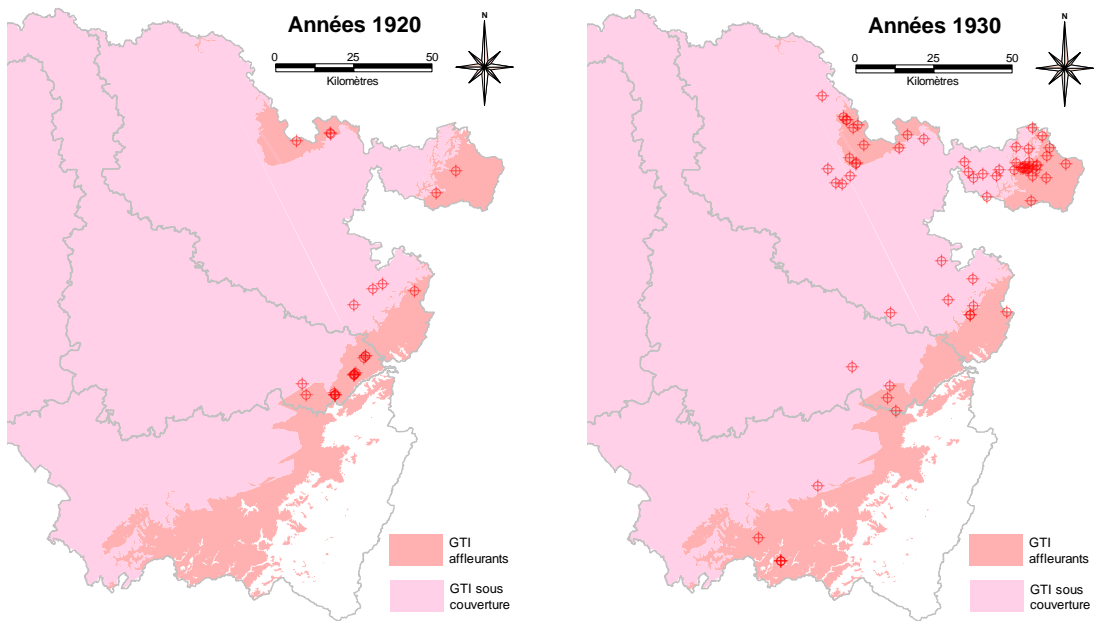 Années 1920
N
0 25 50
Kilomètres
GTI
affleurants
GTI sous
couverture
Années 1930
N
0 25 50
Kilomètres
GTI
affleurants
GTI sous
couverture